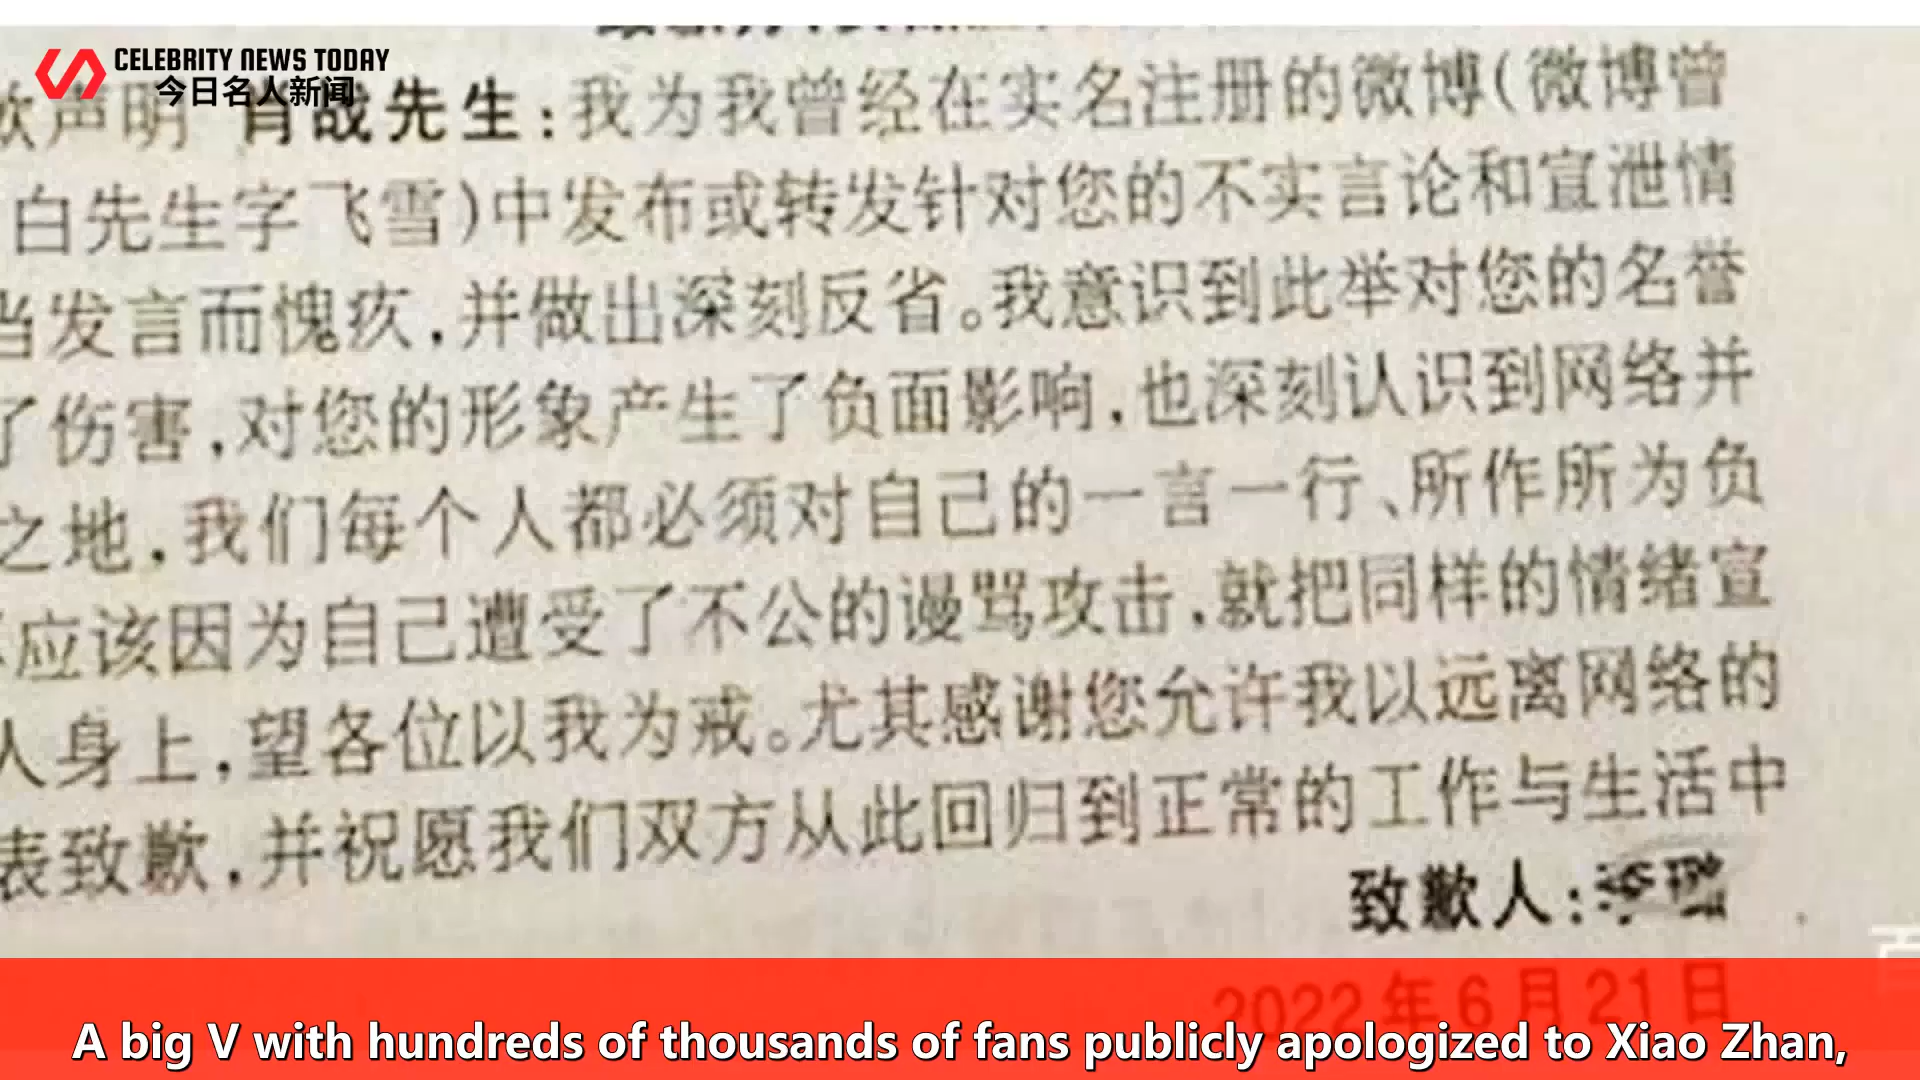 CELEBRITY NEWS TODAY
今日名人新闻
歉声明 肖战先生:我为我曾经在实名注册的微博(微博曾
白先生字飞雪)中发布或转发针对您的不实言论和宣泄情
当发言而愧疚,并做出深刻反省。我意识到此举对您的名誉
了伤害,对您的形象产生了负面影响,也深刻认识到网络并
之地,我们每个人都必须对自己的一言一行、所作所为负
应该因为自己遭受了不公的谩骂攻击,就把同样的情绪宣
人身上,望各位以我为戒。尤其感谢您允许我以远离网络的
表致歉,并祝愿我们双方从此回归到正常的工作与生活中
致歉人:
2022年6月21日
A big V with hundreds of thousands of fans publicly apologized to Xiao Zhan,